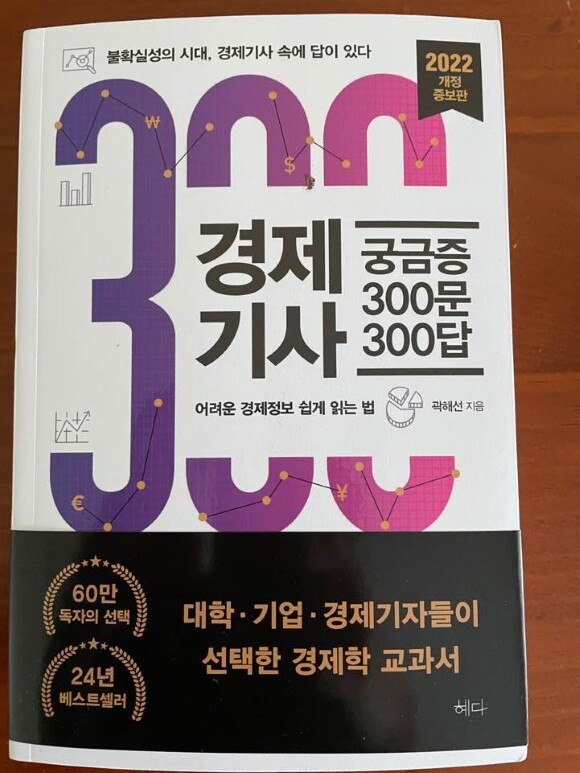 불확실성의 시대, 경제기사 속에 답이 있다
2022
개정
증보판
300
₩
$
경제
기사
궁금증
300문
300답
어려운 경제정보 쉽게 읽는 법
곽해선 지음
€
¥
60만
독자의 선택
24년
베스트셀러
대학·기업·경제기자들이
선택한 경제학 교과서
혜다